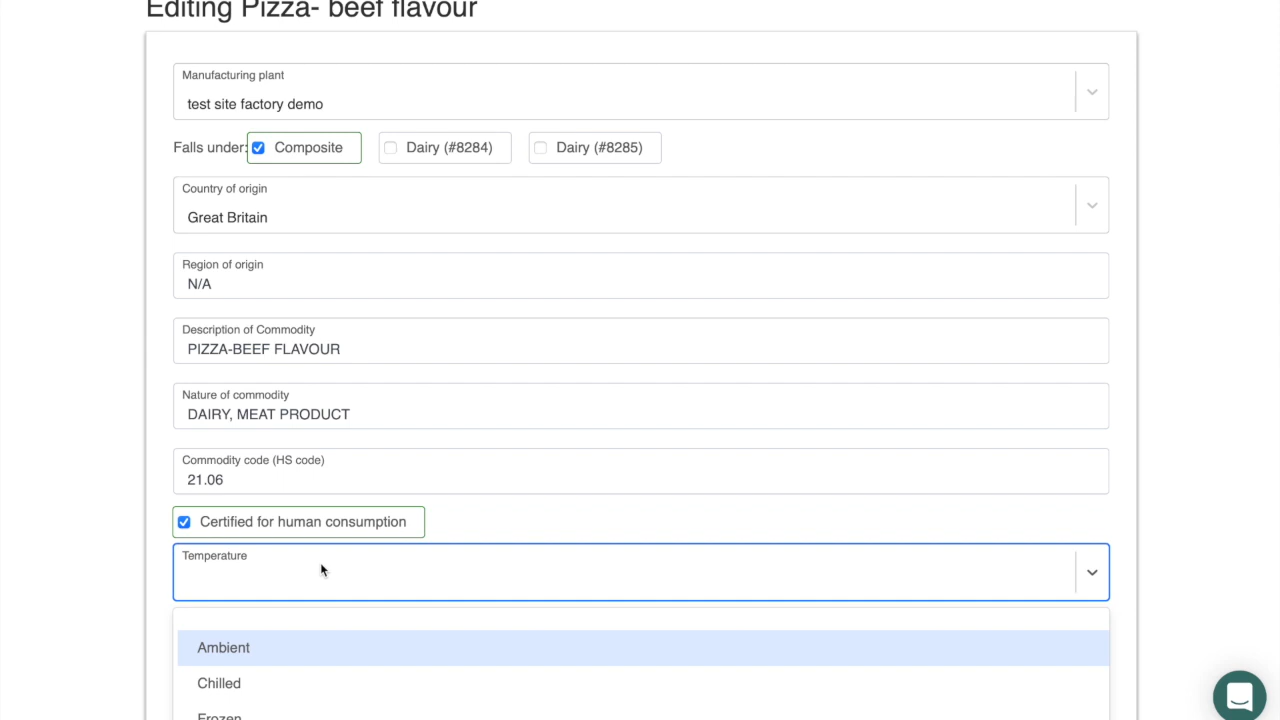 Editing Pizza- beef flavour
Manufacturing plant
test site factory demo
Falls under: Composite Dairy (#8284) Dairy (#8285)
Country of origin
Great Britain
Region of origin
N/A
Description of Commodity
PIZZA-BEEF FLAVOUR
Nature of commodity
DAIRY, MEAT PRODUCT
Commodity code (HS code)
21.06
Certified for human consumption
Temperature
Ambient
Chilled
Frozen